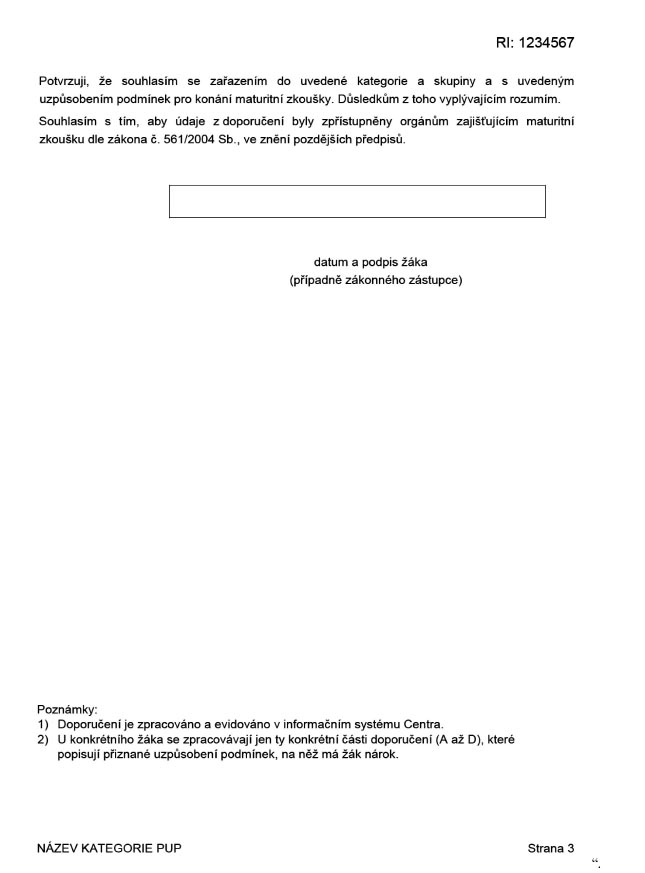 RI: 1234567
Potvrzuji, že souhlasím se zařazením do uvedené kategorie a skupiny a s uvedeným
uzpůsobením podmínek pro konání maturitní zkoušky. Důsledkům z toho vyplývajícím rozumím.
Souhlasím s tím, aby údaje z doporučení byly zpřístupněny orgánům zajišťujícím maturitní
zkoušku dle zákona č. 561/2004 Sb., ve znění pozdějších předpisů.
datum a podpis žáka
(případně zákonného zástupce)
Poznámky:
1) Doporučení je zpracováno a evidováno v informačním systému Centra.
2) U konkrétního žáka se zpracovávají jen ty konkrétní části doporučení (A až D), které
popisují přiznané uzpůsobení podmínek, na něž má žák nárok.
NÁZEV KATEGORIE PUP Strana 3
“.